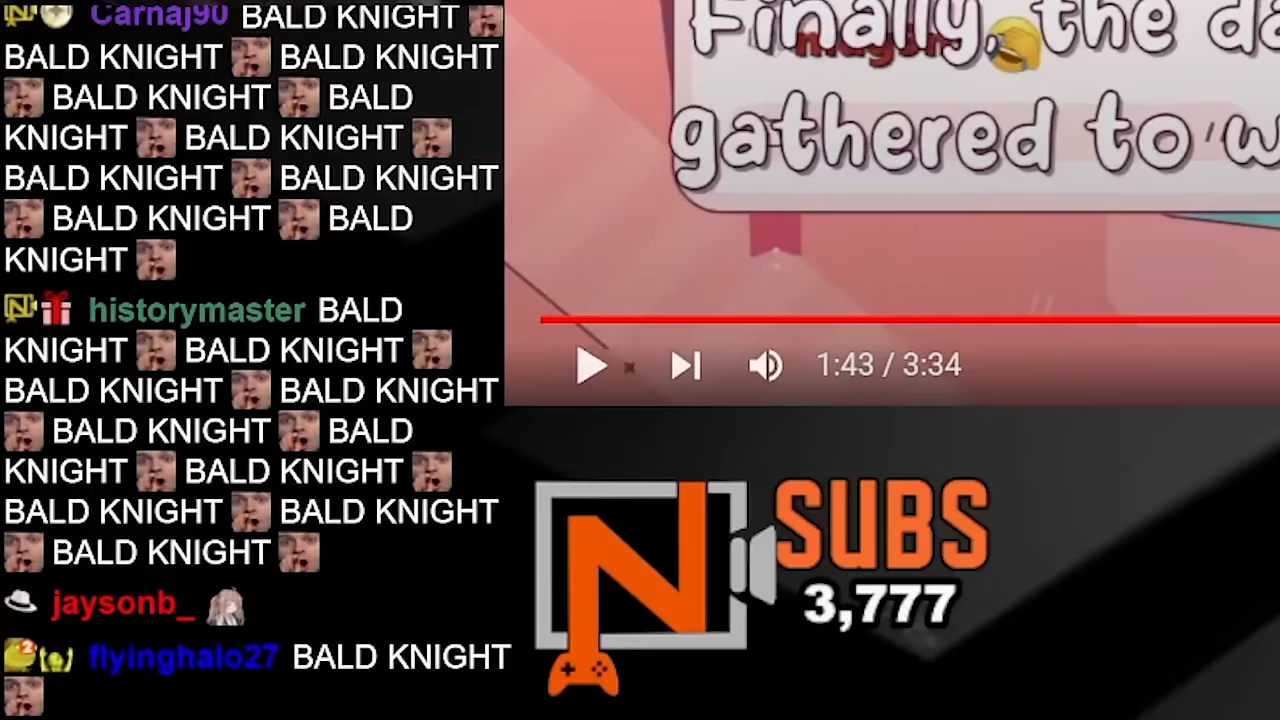 Carnaj90 BALD KNIGHT
BALD KNIGHT BALD KNIGHT
BALD KNIGHT BALD
KNIGHT BALD KNIGHT
BALD KNIGHT BALD KNIGHT
BALD KNIGHT BALD
KNIGHT
historymaster BALD
KNIGHT BALD KNIGHT
BALD KNIGHT BALD KNIGHT
BALD KNIGHT BALD
KNIGHT BALD KNIGHT
BALD KNIGHT BALD KNIGHT
BALD KNIGHT
jaysonb_
flyinghalo27 BALD KNIGHT
Finally, the da
gathered to w
1:43 / 3:34
N SUBS
3,777